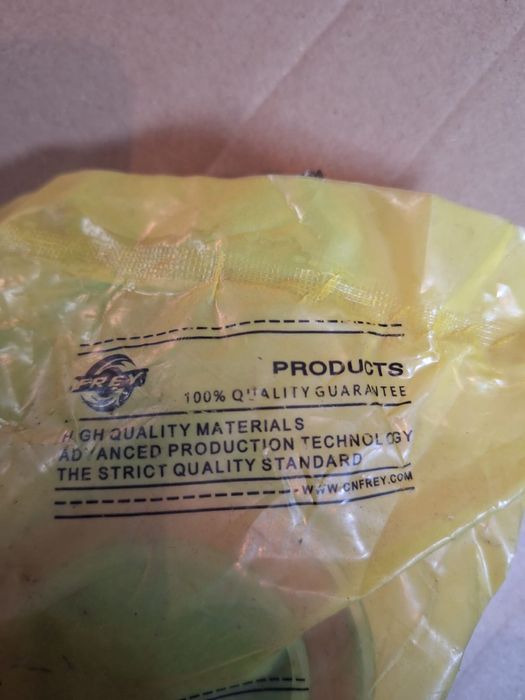 FREY
PRODUCTS
100% QUALITY GUARANTEE
HIGH QUALITY MATERIALS
ADVANCED PRODUCTION TECHNOLOGY
THE STRICT QUALITY STANDARD
WWW.CNFREY.COM